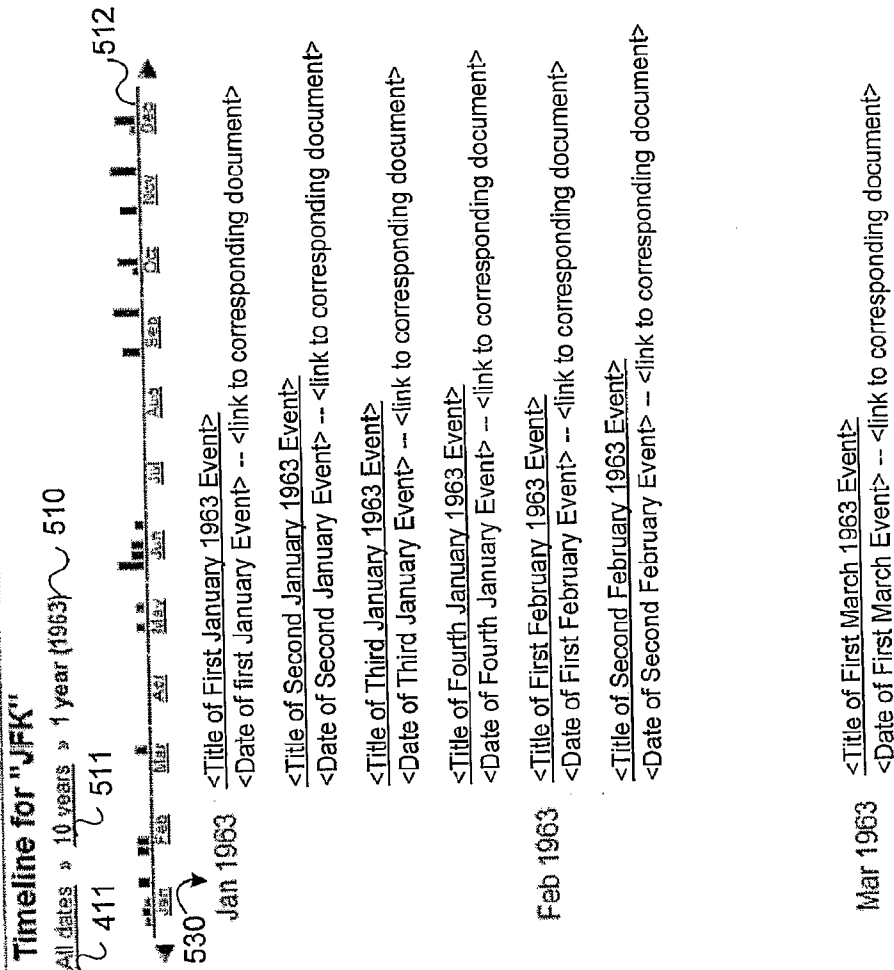 Timeline for "JFK"
All dates » 10 years » 1 year (1963) 510
411 511
Jan Feb Mar Apr May Jun Jul Aug Sep Oct Nov Dec 512
530
Jan 1963 <Title of First January 1963 Event>
<Date of first January Event> -- <link to corresponding document>
<Title of Second January 1963 Event>
<Date of Second January Event> -- <link to corresponding document>
<Title of Third January 1963 Event>
<Date of Third January Event> -- <link to corresponding document>
<Title of Fourth January 1963 Event>
<Date of Fourth January Event> -- <link to corresponding document>
Feb 1963 <Title of First February 1963 Event>
<Date of First February Event> -- <link to corresponding document>
<Title of Second February 1963 Event>
<Date of Second February Event> -- <link to corresponding document>
Mar 1963 <Title of First March 1963 Event>
<Date of First March Event> -- <link to corresponding document>